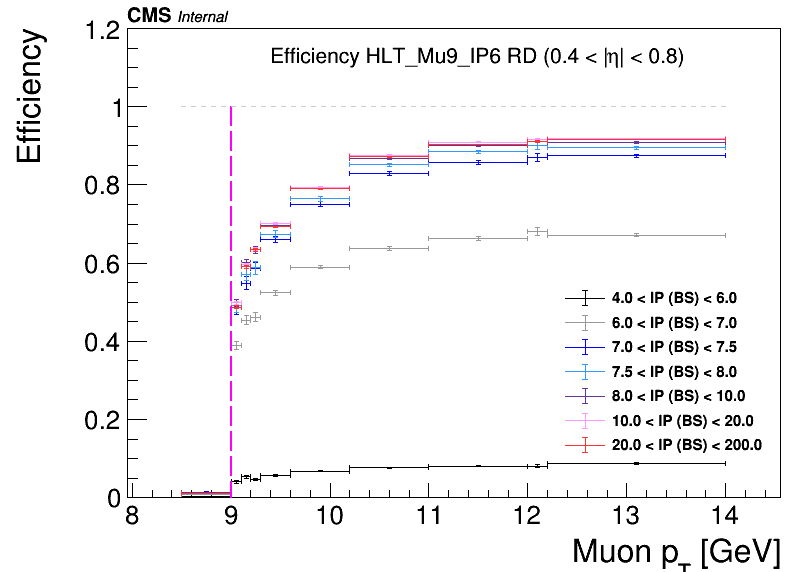 CMS Internal
Efficiency HLT_Mu9_IP6 RD (0.4 < |η| < 0.8)
Efficiency
1.2
1
0.8
0.6
0.4
0.2
0
4.0 < IP (BS) < 6.0
6.0 < IP (BS) < 7.0
7.0 < IP (BS) < 7.5
7.5 < IP (BS) < 8.0
8.0 < IP (BS) < 10.0
10.0 < IP (BS) < 20.0
20.0 < IP (BS) < 200.0
8 9 10 11 12 13 14
Muon p_T [GeV]